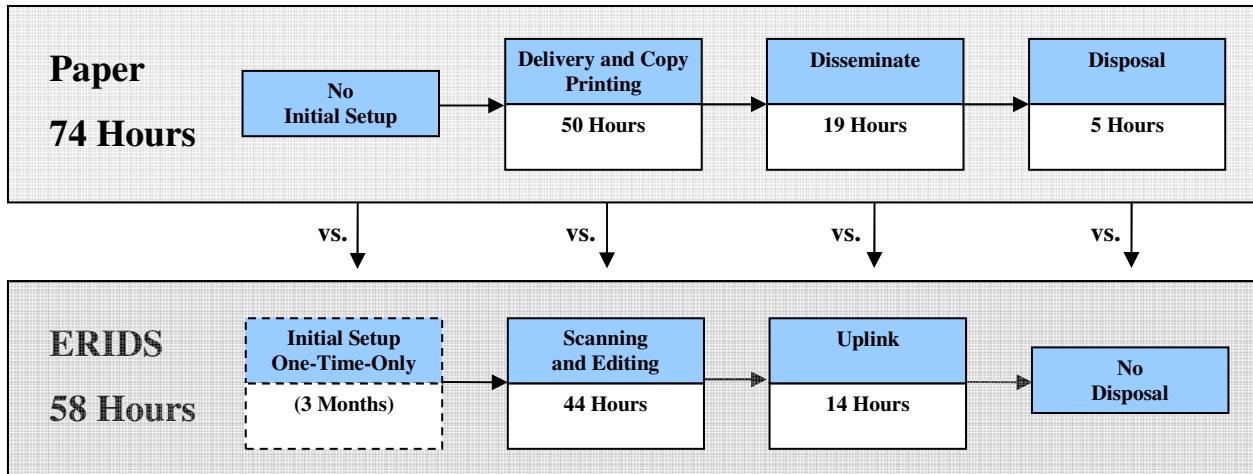 Paper
74 Hours
No
Initial Setup
Delivery and Copy
Printing
50 Hours
Disseminate
19 Hours
Disposal
5 Hours
vs.
vs.
vs.
vs.
ERIDS
58 Hours
Initial Setup
One-Time-Only
(3 Months)
Scanning
and Editing
44 Hours
Uplink
14 Hours
No
Disposal